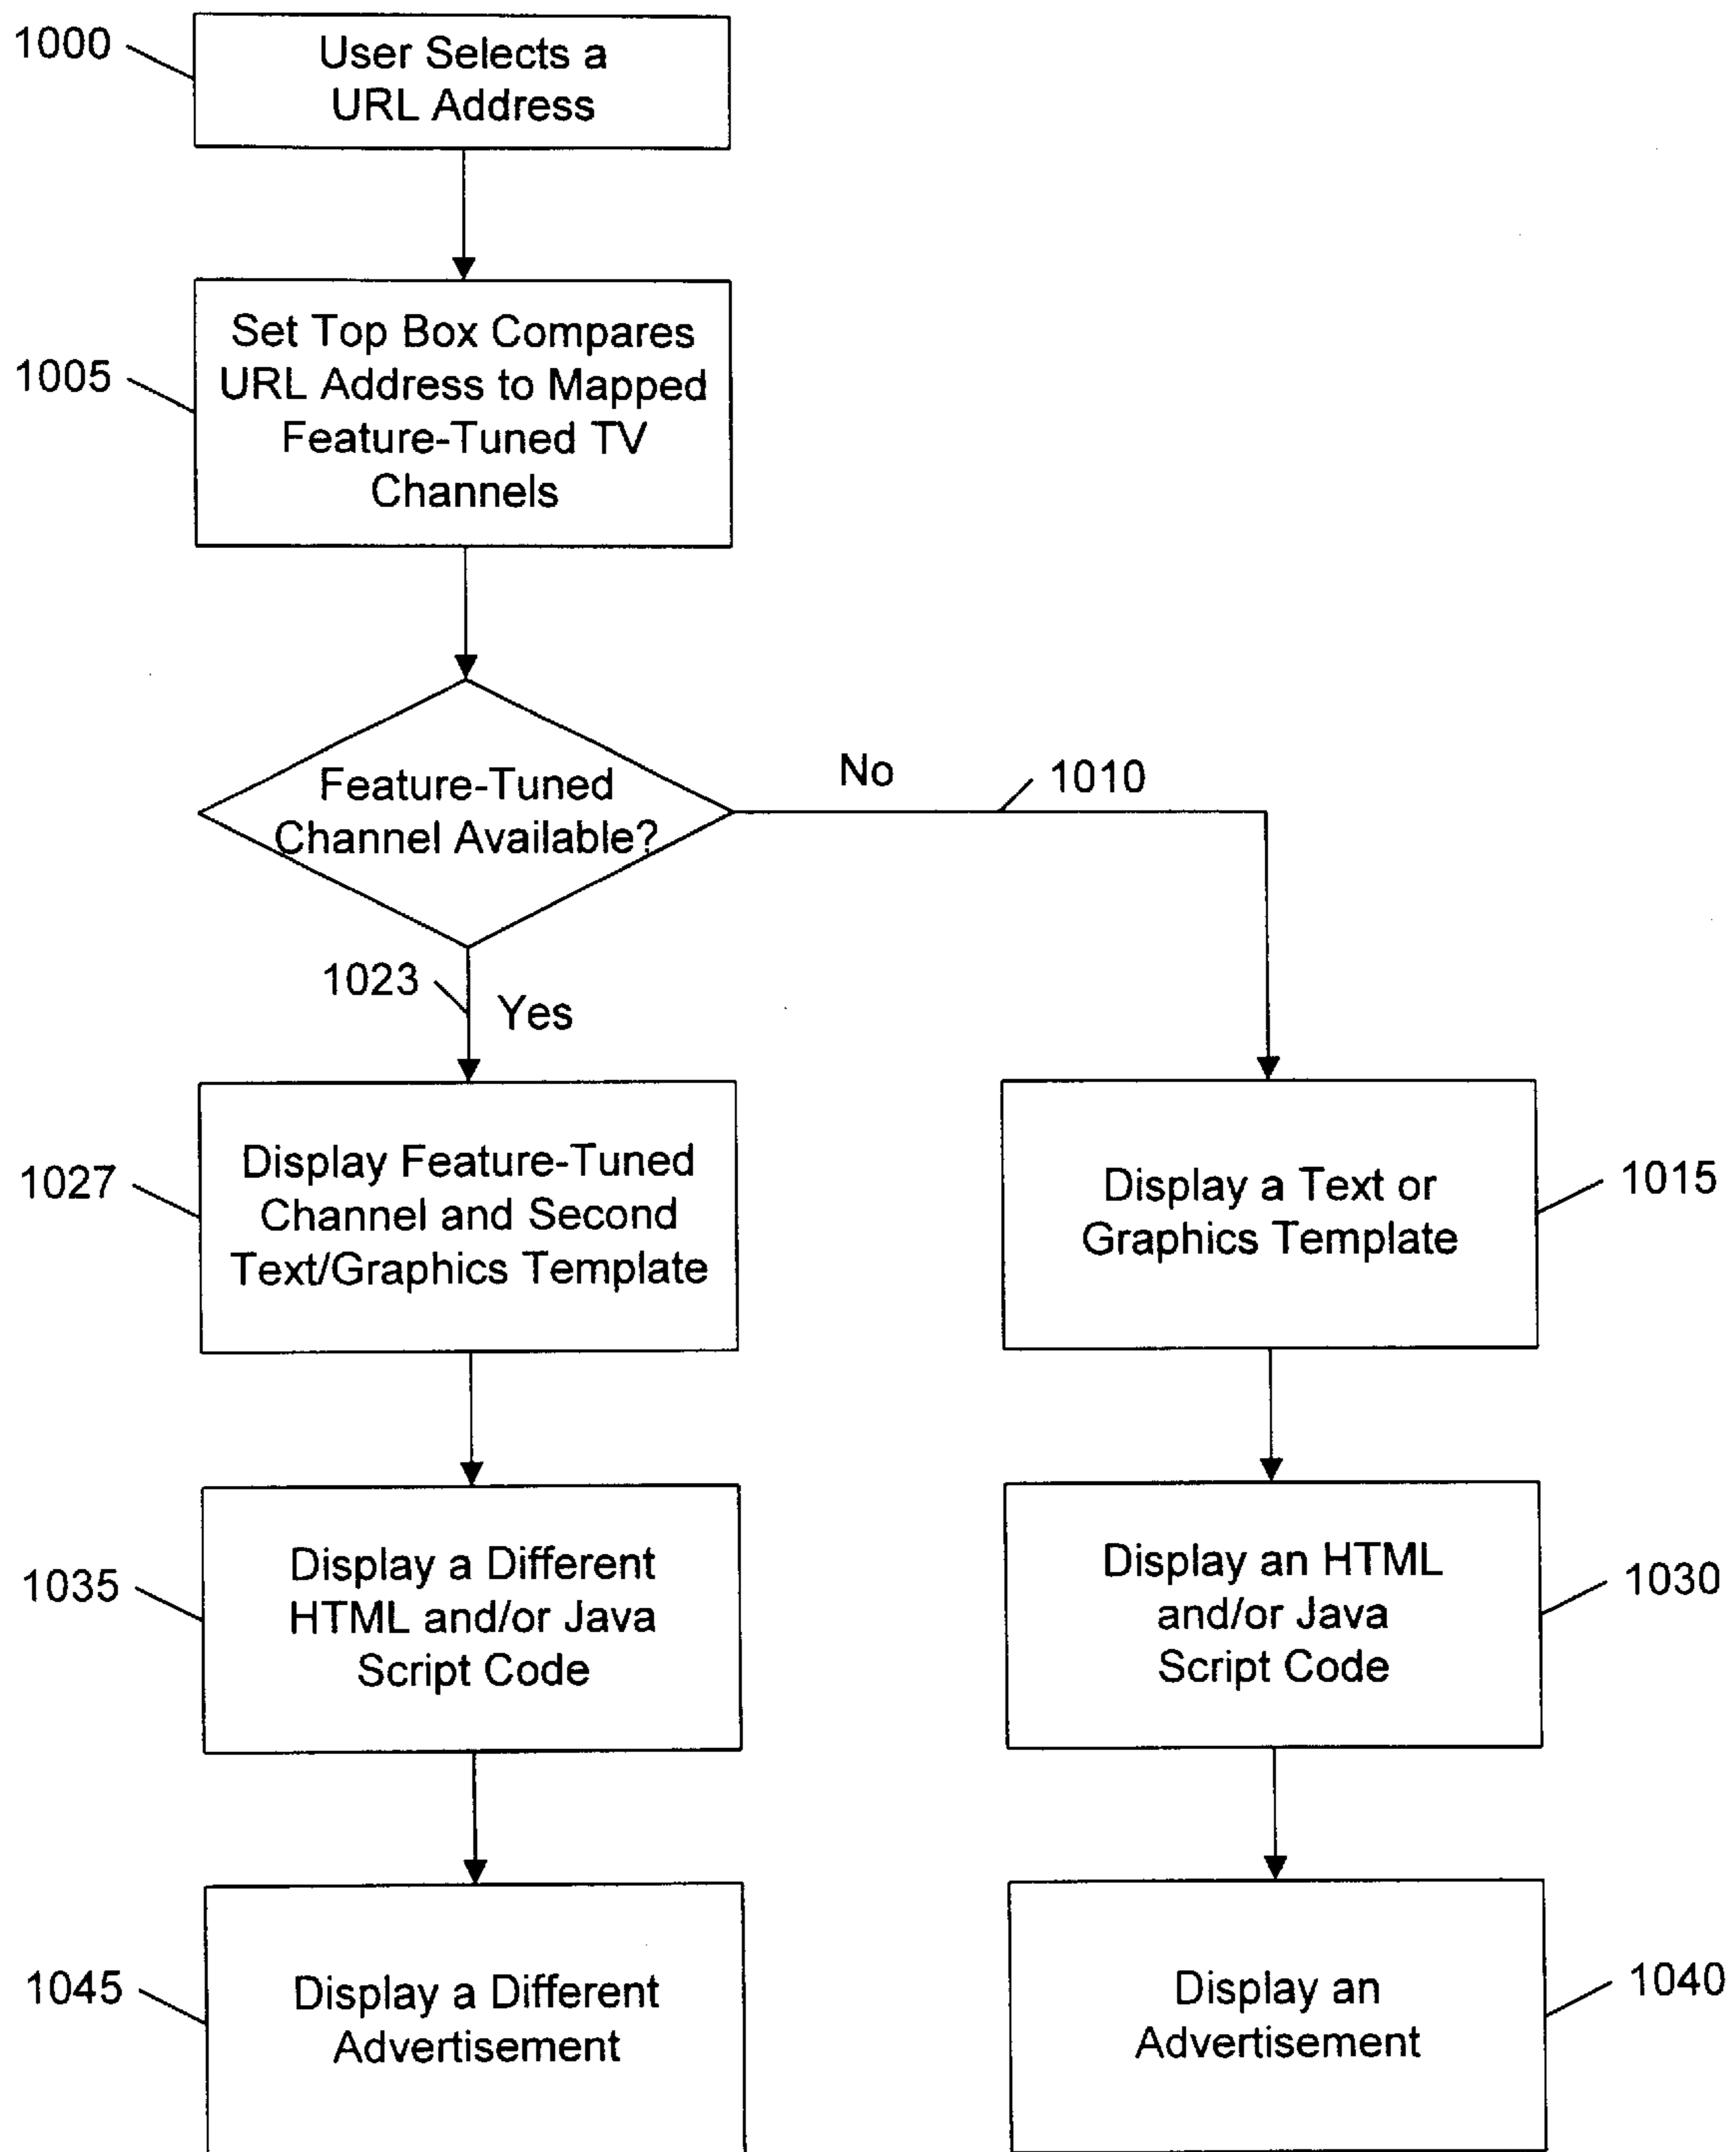 1000
User Selects a
URL Address
1005
Set Top Box Compares
URL Address to Mapped
Feature-Tuned TV
Channels
Feature-Tuned
Channel Available?
No
1010
1023
Yes
1027
Display Feature-Tuned
Channel and Second
Text/Graphics Template
Display a Text or
Graphics Template
1015
1035
Display a Different
HTML and/or Java
Script Code
Display an HTML
and/or Java
Script Code
1030
1045
Display a Different
Advertisement
Display an
Advertisement
1040